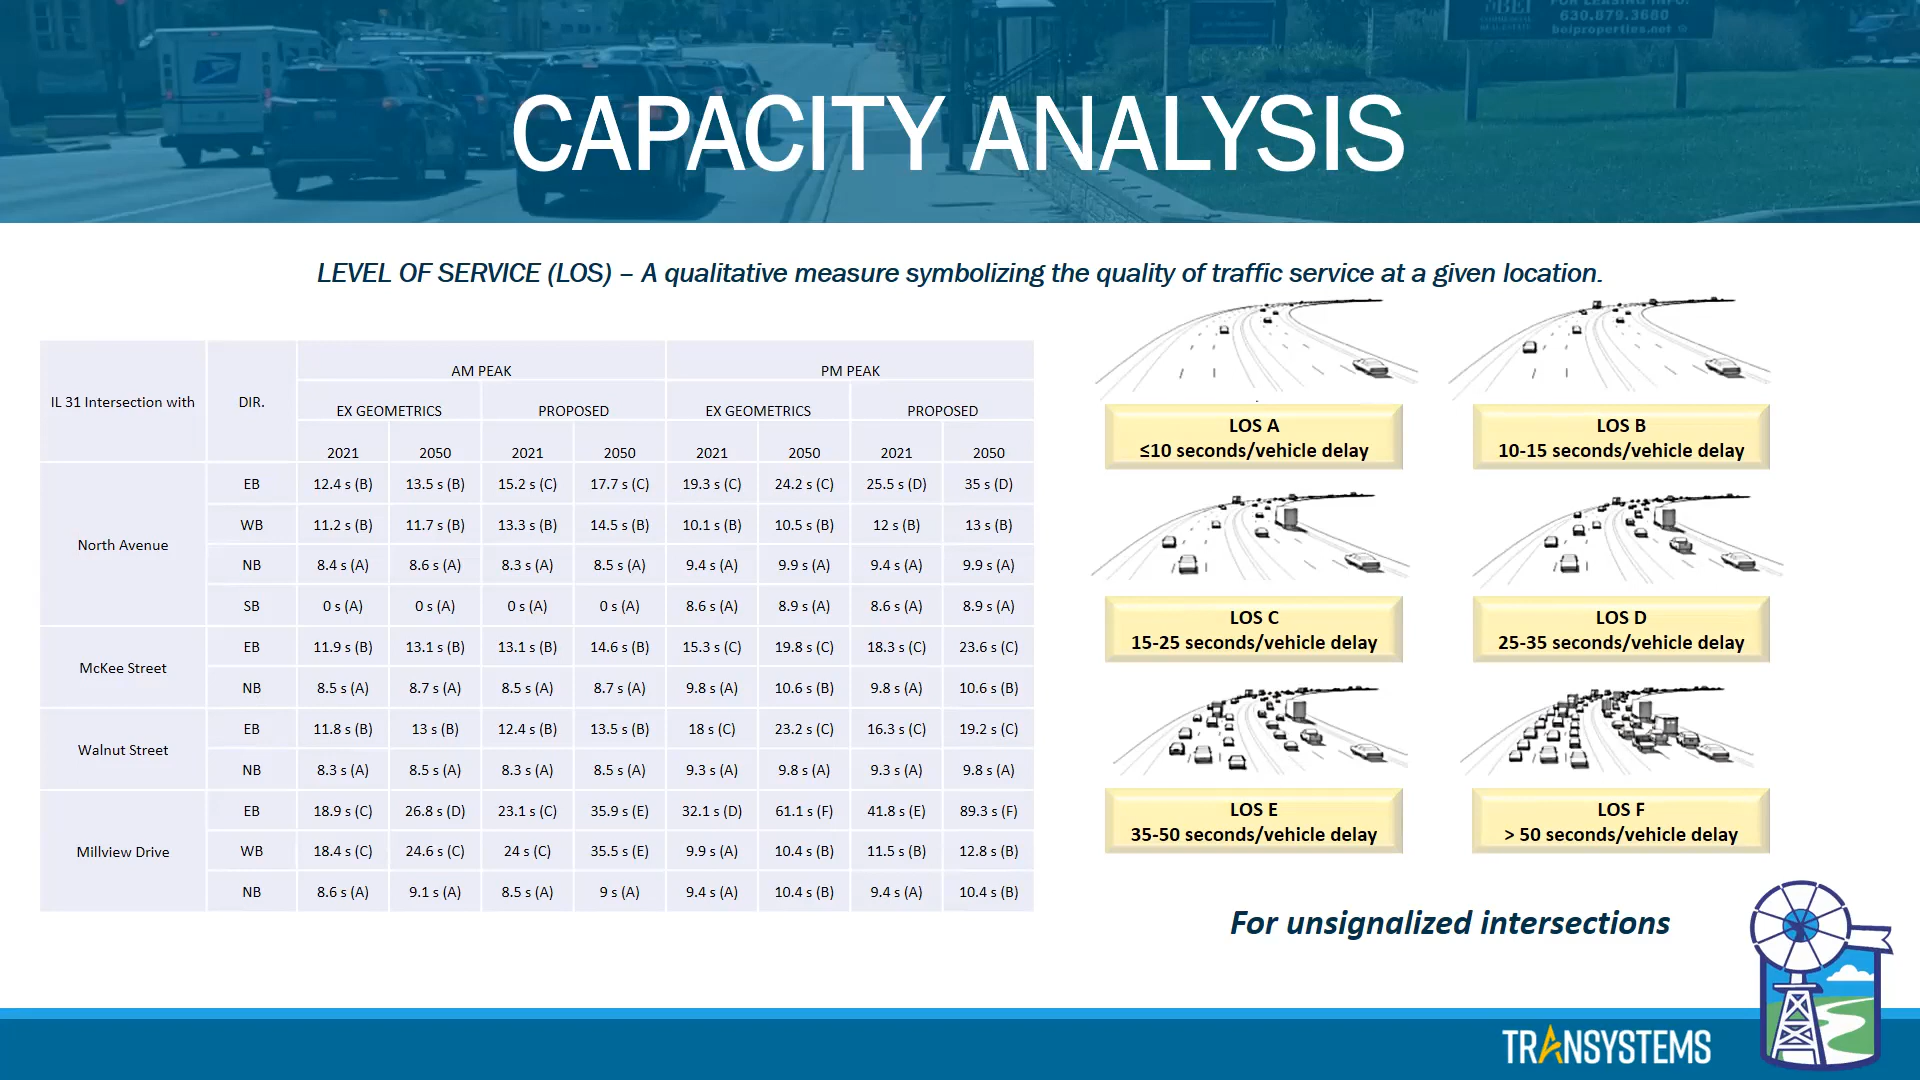 FOR LEASING INFO:
630.879.3680
beiproperties.net
CAPACITY ANALYSIS
LEVEL OF SERVICE (LOS) – A qualitative measure symbolizing the quality of traffic service at a given location.
IL 31 Intersection with DIR. AM PEAK PM PEAK
EX GEOMETRICS PROPOSED EX GEOMETRICS PROPOSED
2021 2050 2021 2050 2021 2050 2021 2050
North Avenue
EB 12.4 s (B) 13.5 s (B) 15.2 s (C) 17.7 s (C) 19.3 s (C) 24.2 s (C) 25.5 s (D) 35 s (D)
WB 11.2 s (B) 11.7 s (B) 13.3 s (B) 14.5 s (B) 10.1 s (B) 10.5 s (B) 12 s (B) 13 s (B)
NB 8.4 s (A) 8.6 s (A) 8.3 s (A) 8.5 s (A) 9.4 s (A) 9.9 s (A) 9.4 s (A) 9.9 s (A)
SB 0 s (A) 0 s (A) 0 s (A) 0 s (A) 8.6 s (A) 8.9 s (A) 8.6 s (A) 8.9 s (A)
McKee Street
EB 11.9 s (B) 13.1 s (B) 13.1 s (B) 14.6 s (B) 15.3 s (C) 19.8 s (C) 18.3 s (C) 23.6 s (C)
NB 8.5 s (A) 8.7 s (A) 8.5 s (A) 8.7 s (A) 9.8 s (A) 10.6 s (B) 9.8 s (A) 10.6 s (B)
Walnut Street
EB 11.8 s (B) 13 s (B) 12.4 s (B) 13.5 s (B) 18 s (C) 23.2 s (C) 16.3 s (C) 19.2 s (C)
NB 8.3 s (A) 8.5 s (A) 8.3 s (A) 8.5 s (A) 9.3 s (A) 9.8 s (A) 9.3 s (A) 9.8 s (A)
Millview Drive
EB 18.9 s (C) 26.8 s (D) 23.1 s (C) 35.9 s (E) 32.1 s (D) 61.1 s (F) 41.8 s (E) 89.3 s (F)
WB 18.4 s (C) 24.6 s (C) 24 s (C) 35.5 s (E) 9.9 s (A) 10.4 s (B) 11.5 s (B) 12.8 s (B)
NB 8.6 s (A) 9.1 s (A) 8.5 s (A) 9 s (A) 9.4 s (A) 10.4 s (B) 9.4 s (A) 10.4 s (B)
LOS A
≤10 seconds/vehicle delay
LOS B
10-15 seconds/vehicle delay
LOS C
15-25 seconds/vehicle delay
LOS D
25-35 seconds/vehicle delay
LOS E
35-50 seconds/vehicle delay
LOS F
> 50 seconds/vehicle delay
For unsignalized intersections
TRANSYSTEMS